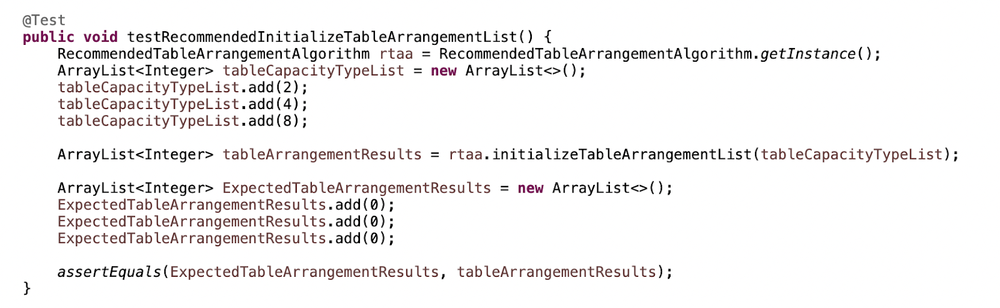 @Test
public void testRecommendedInitializeTableArrangementList() {
    RecommendedTableArrangementAlgorithm rtaa = RecommendedTableArrangementAlgorithm.getInstance();
    ArrayList<Integer> tableCapacityTypeList = new ArrayList<>();
    tableCapacityTypeList.add(2);
    tableCapacityTypeList.add(4);
    tableCapacityTypeList.add(8);

    ArrayList<Integer> tableArrangementResults = rtaa.initializeTableArrangementList(tableCapacityTypeList);

    ArrayList<Integer> ExpectedTableArrangementResults = new ArrayList<>();
    ExpectedTableArrangementResults.add(0);
    ExpectedTableArrangementResults.add(0);
    ExpectedTableArrangementResults.add(0);

    assertEquals(ExpectedTableArrangementResults, tableArrangementResults);
}